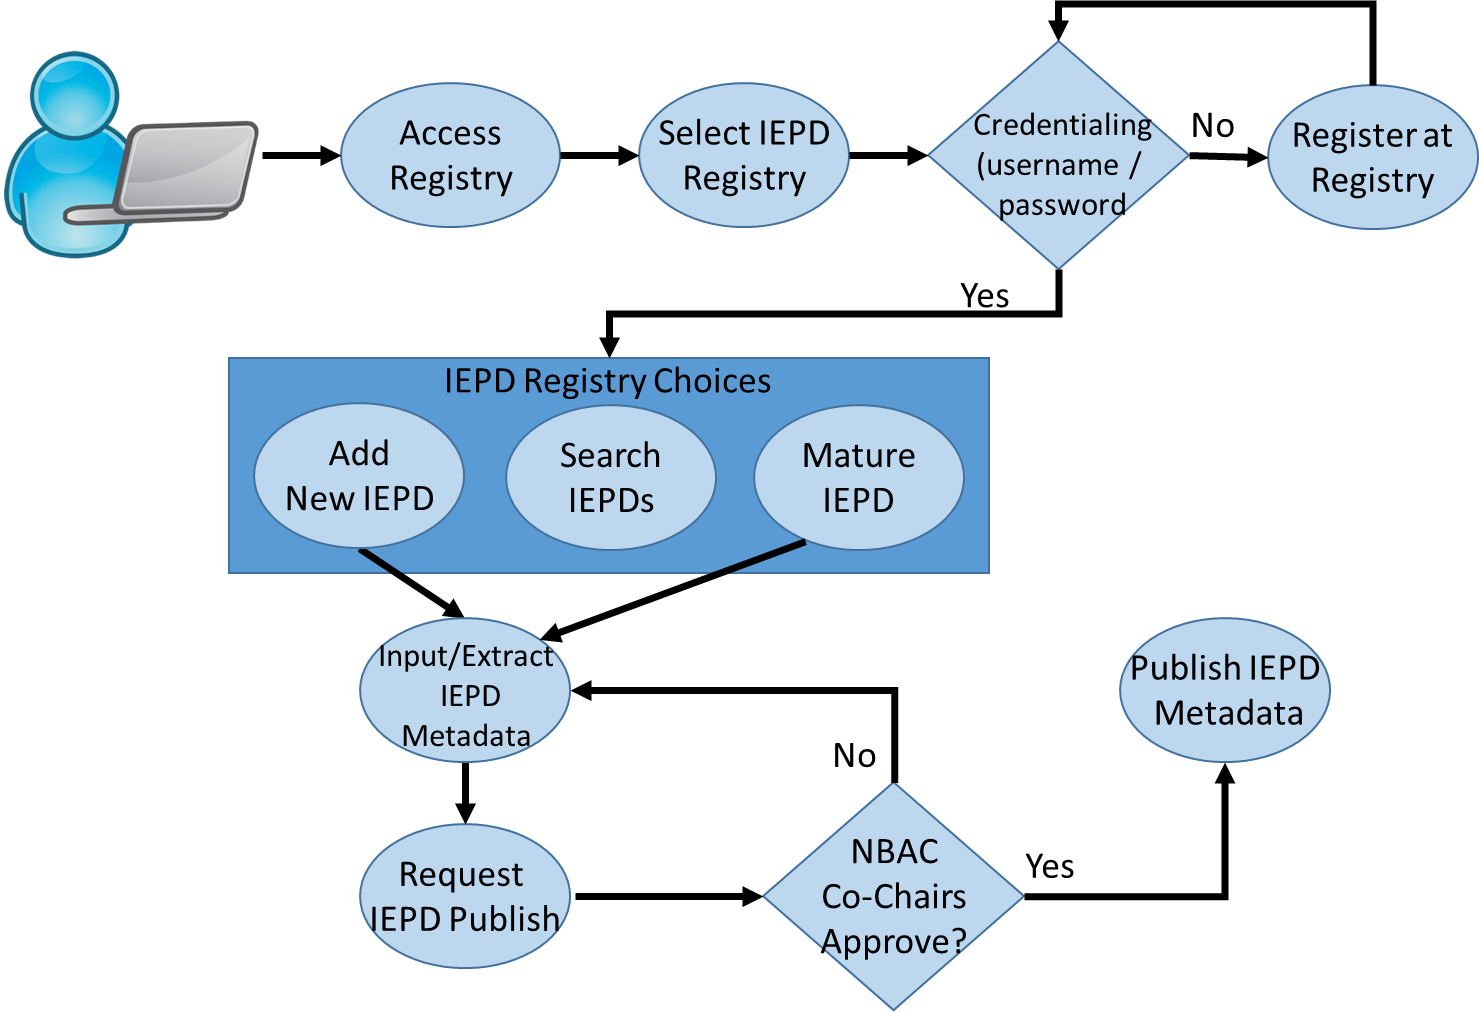 Access
Registry
Select IEPD
Registry
Credentialing
(username /
password
No
Register at
Registry
Yes
IEPD Registry Choices
Add
New IEPD
Search
IEPDs
Mature
IEPD
Input/Extract
IEPD
Metadata
Publish IEPD
Metadata
No
Request
IEPD Publish
NBAC
Co-Chairs
Approve?
Yes